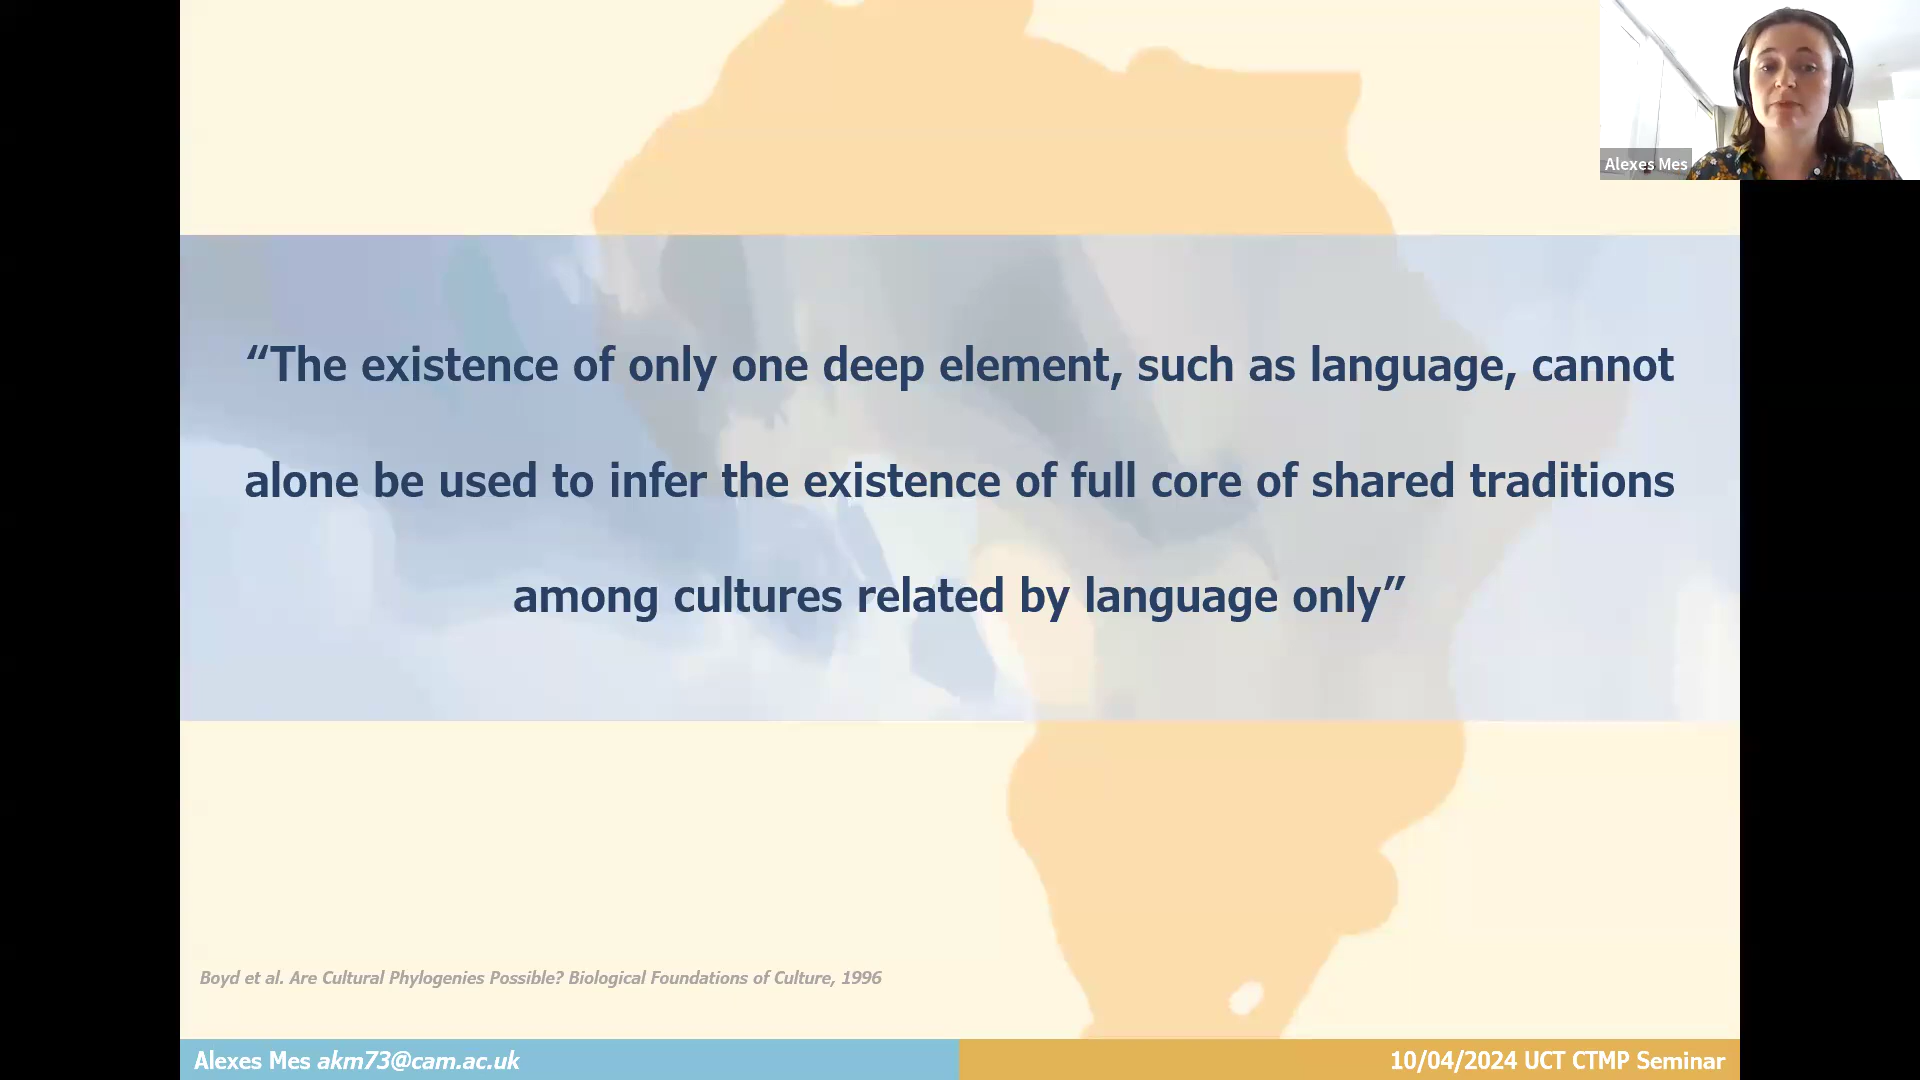 Alexes Mes
“The existence of only one deep element, such as language, cannot
alone be used to infer the existence of full core of shared traditions
among cultures related by language only”
Boyd et al. Are Cultural Phylogenies Possible? Biological Foundations of Culture, 1996
Alexes Mes akm73@cam.ac.uk
10/04/2024 UCT CTMP Seminar